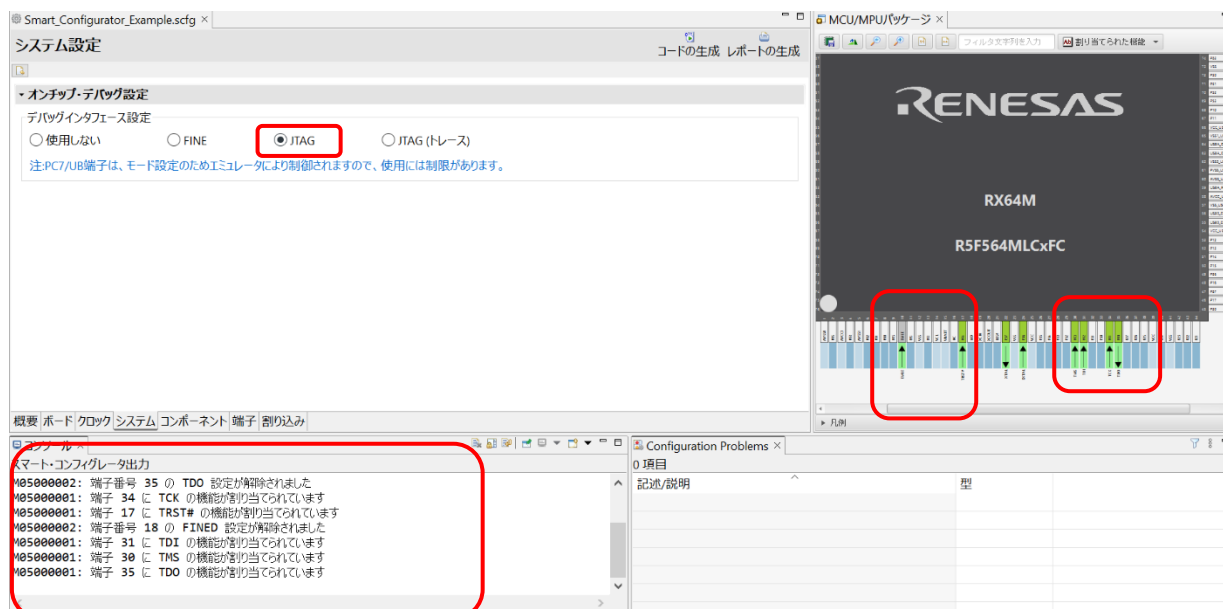 Smart_Configurator_Example.scfg
システム設定
コードの生成 レポートの生成
オンチップ・デバッグ設定
デバッグインタフェース設定
使用しない
FINE
JTAG
JTAG (トレース)
注:PC7/UB端子は、モード設定のためエミュレータにより制御されますので、使用には制限があります。
概要 ボード クロック システム コンポーネント 端子 割り込み
MCU/MPUパッケージ
フィルタ文字列を入力
割り当てられた機能
RENESAS
RX64M
R5F564MLCxFC
凡例
コンソール
スマート・コンフィグレータ出力
M05000002: 端子番号 35 の TDO 設定が解除されました
M05000001: 端子 34 に TCK の機能が割り当てられています
M05000001: 端子 17 に TRST# の機能が割り当てられています
M05000002: 端子番号 18 の FINED 設定が解除されました
M05000001: 端子 31 に TDI の機能が割り当てられています
M05000001: 端子 30 に TMS の機能が割り当てられています
M05000001: 端子 35 に TDO の機能が割り当てられています
Configuration Problems
0 項目
記述/説明
型